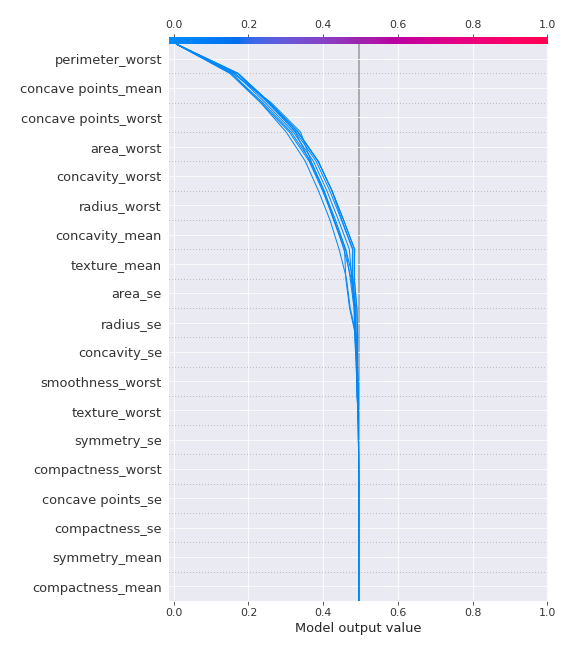 0.0 0.2 0.4 0.6 0.8 1.0
perimeter_worst
concave points_mean
concave points_worst
area_worst
concavity_worst
radius_worst
concavity_mean
texture_mean
area_se
radius_se
concavity_se
smoothness_worst
texture_worst
symmetry_se
compactness_worst
concave points_se
compactness_se
symmetry_mean
compactness_mean
0.0 0.2 0.4 0.6 0.8 1.0
Model output value